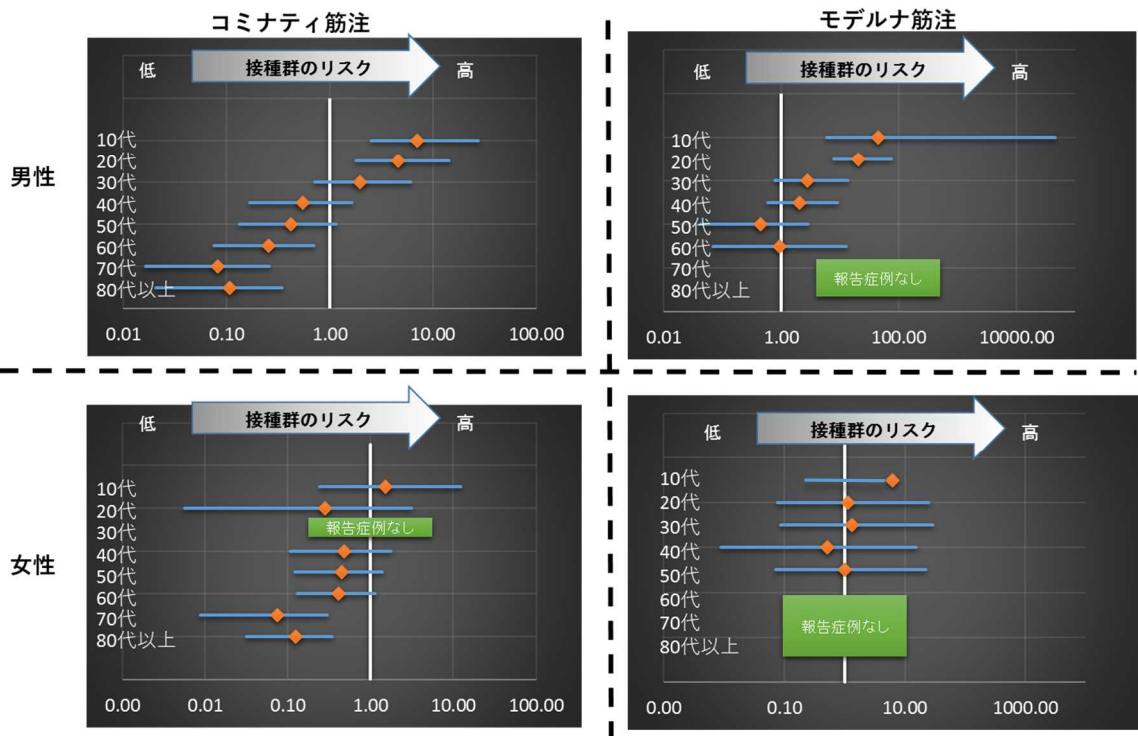 コミナティ筋注
低 接種群のリスク 高
男性
10代
20代
30代
40代
50代
60代
70代
80代以上
0.01 0.10 1.00 10.00 100.00
モデルナ筋注
低 接種群のリスク 高
10代
20代
30代
40代
50代
60代
70代
報告症例なし
80代以上
0.01 1.00 100.00 10000.00
低 接種群のリスク 高
女性
10代
20代
30代
報告症例なし
40代
50代
60代
70代
80代以上
0.00 0.01 0.10 1.00 10.00 100.00
低 接種群のリスク 高
10代
20代
30代
40代
50代
60代
70代
報告症例なし
80代以上
0.00 0.10 10.00 1000.00